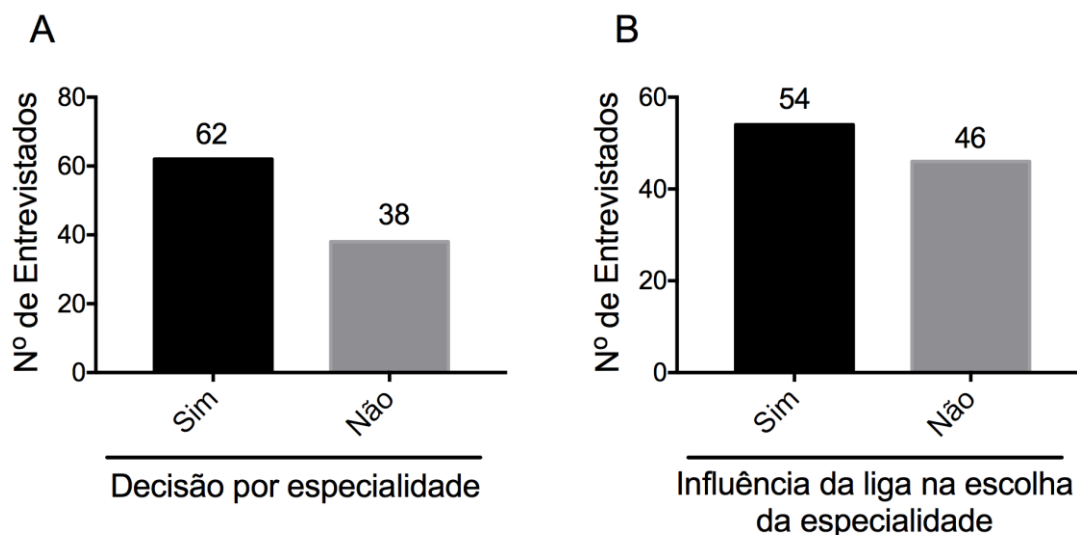 A
Nº de Entrevistados
80
60
40
20
0
62
38
Sim
Não
Decisão por especialidade
B
Nº de Entrevistados
60
40
20
0
54
46
Sim
Não
Influência da liga na escolha
da especialidade